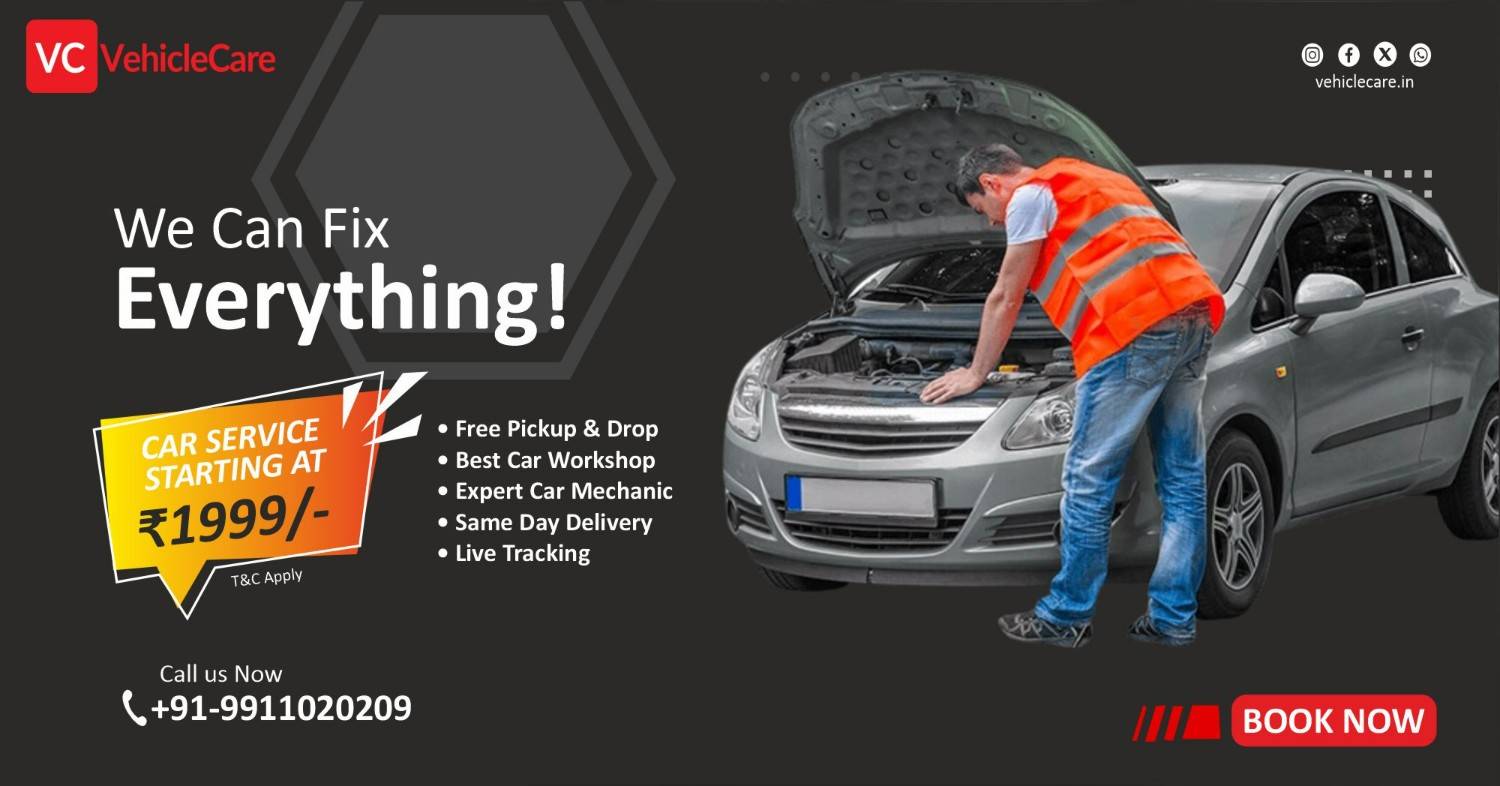 VC VehicleCare
vehiclecare.in
We Can Fix
Everything!
CAR SERVICE
STARTING AT
₹1999/-
T&C Apply
• Free Pickup & Drop
• Best Car Workshop
• Expert Car Mechanic
• Same Day Delivery
• Live Tracking
Call us Now
+91-9911020209
BOOK NOW